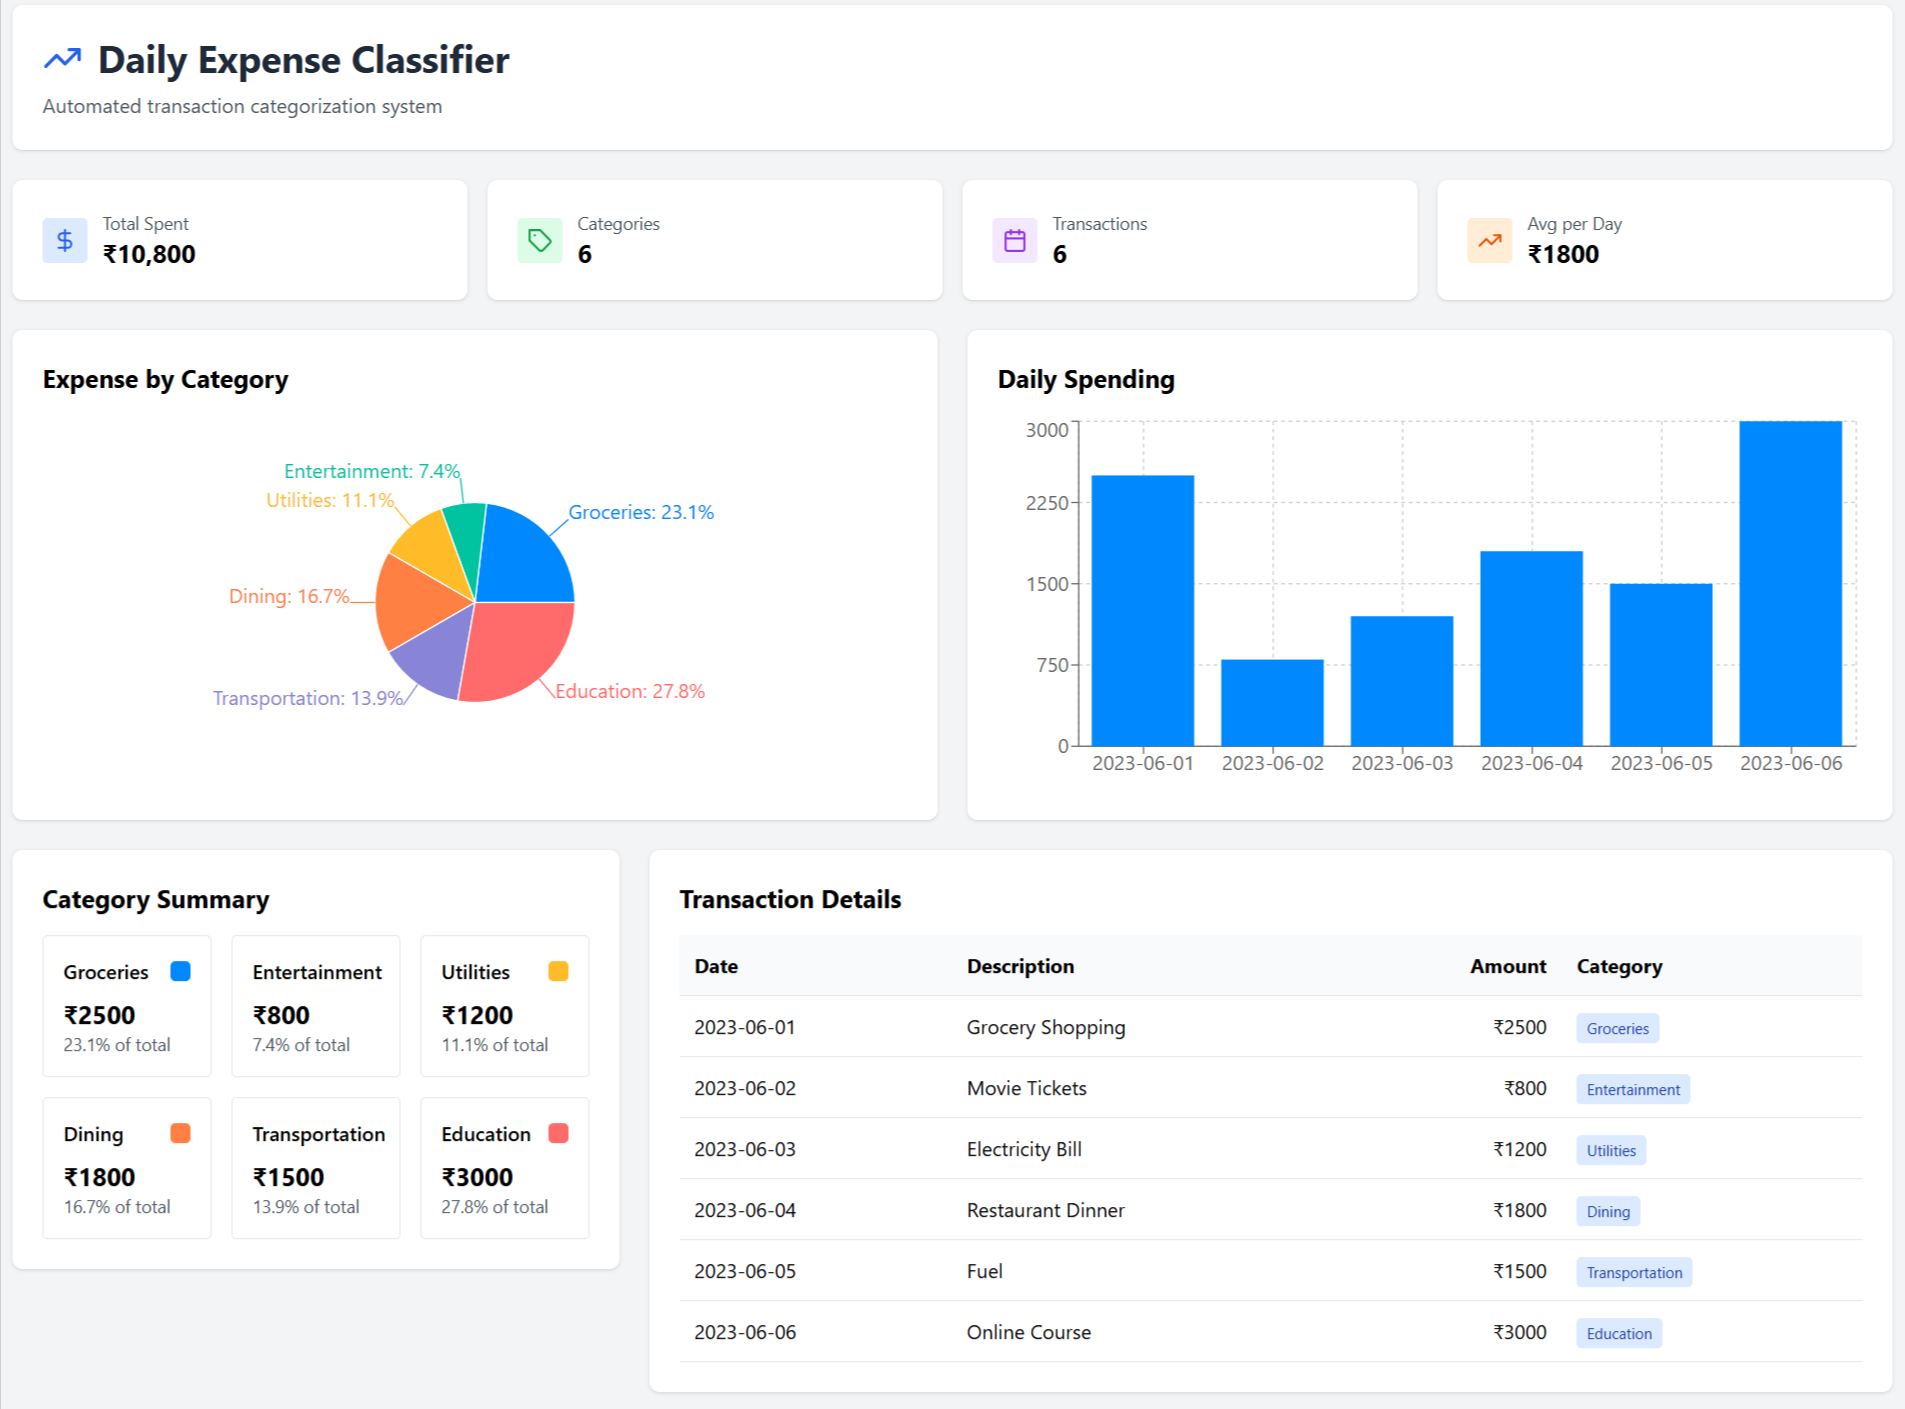 Daily Expense Classifier
Automated transaction categorization system
Total Spent
₹10,800
Categories
6
Transactions
6
Avg per Day
₹1800
Expense by Category
Entertainment: 7.4%
Utilities: 11.1%
Groceries: 23.1%
Dining: 16.7%
Transportation: 13.9%
Education: 27.8%
Daily Spending
3000
2250
1500
750
0
2023-06-01 2023-06-02 2023-06-03 2023-06-04 2023-06-05 2023-06-06
Category Summary
Groceries
₹2500
23.1% of total
Entertainment
₹800
7.4% of total
Utilities
₹1200
11.1% of total
Dining
₹1800
16.7% of total
Transportation
₹1500
13.9% of total
Education
₹3000
27.8% of total
Transaction Details
Date Description Amount Category
2023-06-01 Grocery Shopping ₹2500 Groceries
2023-06-02 Movie Tickets ₹800 Entertainment
2023-06-03 Electricity Bill ₹1200 Utilities
2023-06-04 Restaurant Dinner ₹1800 Dining
2023-06-05 Fuel ₹1500 Transportation
2023-06-06 Online Course ₹3000 Education